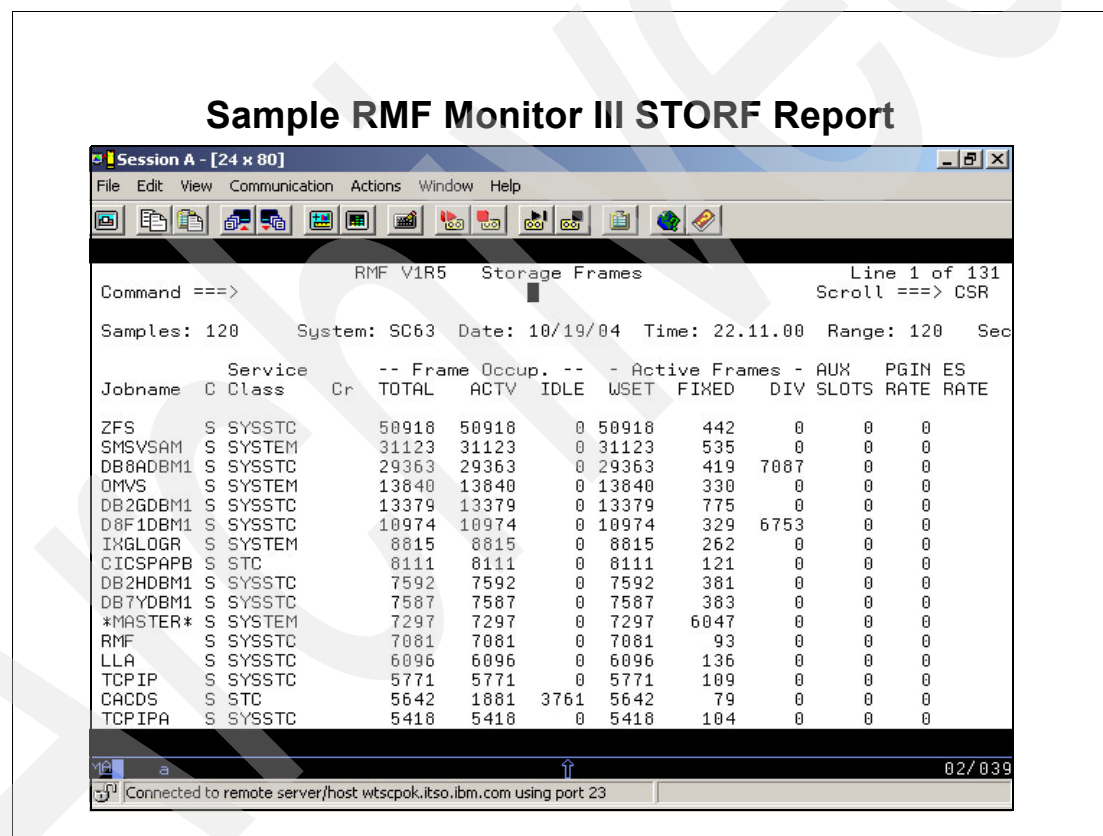 Sample RMF Monitor III STORF Report
Session A - [24 x 80]
File Edit View Communication Actions Window Help
RMF V1R5 Storage Frames Line 1 of 131
Command ===> Scroll ===> CSR
Samples: 120 System: SC63 Date: 10/19/04 Time: 22.11.00 Range: 120 Sec
Service -- Frame Occup. -- - Active Frames - AUX PGIN ES
Jobname C Class Cr TOTAL ACTV IDLE WSET FIXED DIV SLOTS RATE RATE
ZFS S SYSSTC 50918 50918 0 50918 442 0 0 0
SMSVSAM S SYSTEM 31123 31123 0 31123 535 0 0 0
DB8ADBM1 S SYSSTC 29363 29363 0 29363 419 7087 0 0
OMVS S SYSTEM 13840 13840 0 13840 330 0 0 0
DB2GDBM1 S SYSSTC 13379 13379 0 13379 775 0 0 0
D8F1DBM1 S SYSSTC 10974 10974 0 10974 329 6753 0 0
IXGLOGR S SYSTEM 8815 8815 0 8815 262 0 0 0
CICSPAPB S STC 8111 8111 0 8111 121 0 0 0
DB2HDBM1 S SYSSTC 7592 7592 0 7592 381 0 0 0
DB7YDBM1 S SYSSTC 7587 7587 0 7587 383 0 0 0
*MASTER* S SYSTEM 7297 7297 0 7297 6047 0 0 0
RMF S SYSSTC 7081 7081 0 7081 93 0 0 0
LLA S SYSSTC 6096 6096 0 6096 136 0 0 0
TCPIP S SYSSTC 5771 5771 0 5771 109 0 0 0
CACDS S STC 5642 1881 3761 5642 79 0 0 0
TCPIPA S SYSSTC 5418 5418 0 5418 104 0 0 0
MA a 02/039
Connected to remote server/host wtscpok.itso.ibm.com using port 23